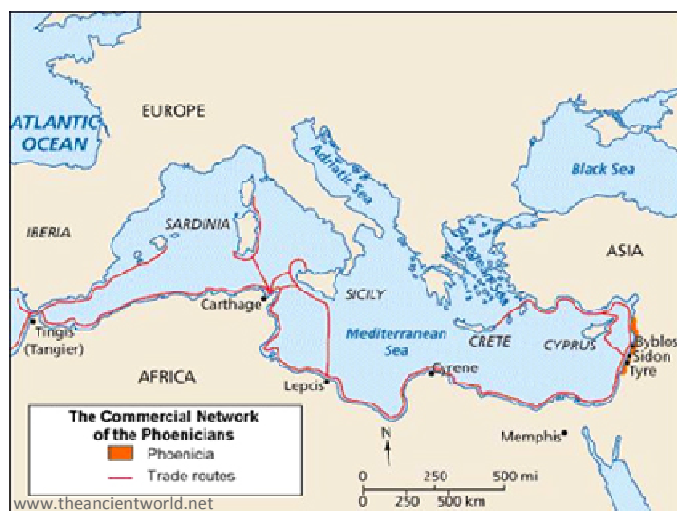 EUROPE
ATLANTIC
OCEAN
Adriatic Sea
Black Sea
IBERIA
SARDINIA
Aegean Sea
ASIA
Carthage
SICILY
Tingis
(Tangier)
Mediterranean
Sea
CRETE
CYPRUS
Byblos
Sidon
Tyre
AFRICA
Lepcis
Cyrene
Memphis
The Commercial Network
of the Phoenicians
Phoenicia
Trade routes
N
0 250 500 mi
0 250 500 km
www.theancientworld.net